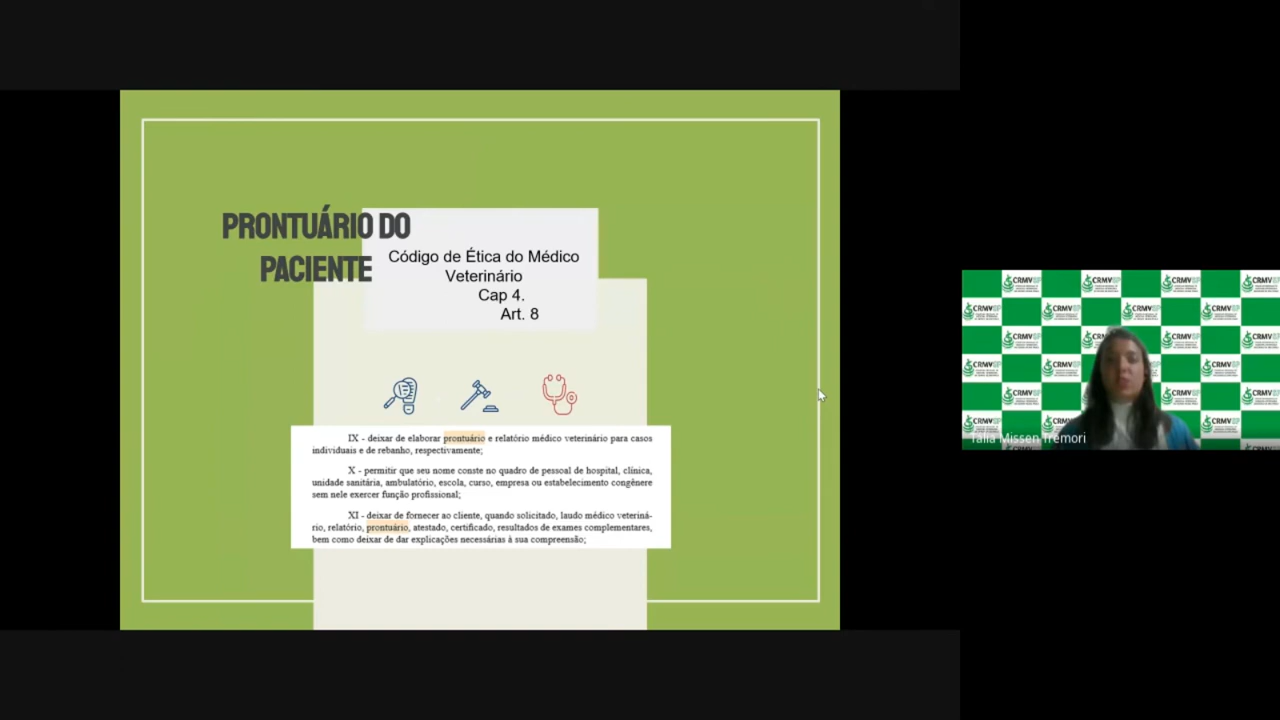 PRONTUÁRIO DO
PACIENTE
Código de Ética do Médico
Veterinário
Cap 4.
Art. 8
IX - deixar de elaborar prontuário e relatório médico veterinário para casos
individuais e de rebanho, respectivamente;
X - permitir que seu nome conste no quadro de pessoal de hospital, clínica,
unidade sanitária, ambulatório, escola, curso, empresa ou estabelecimento congênere
sem nele exercer função profissional;
XI - deixar de fornecer ao cliente, quando solicitado, laudo médico veteriná-
rio, relatório, prontuário, atestado, certificado, resultados de exames complementares,
bem como deixar de dar explicações necessárias à sua compreensão;
CRMVSP
Talia Missen Tremori